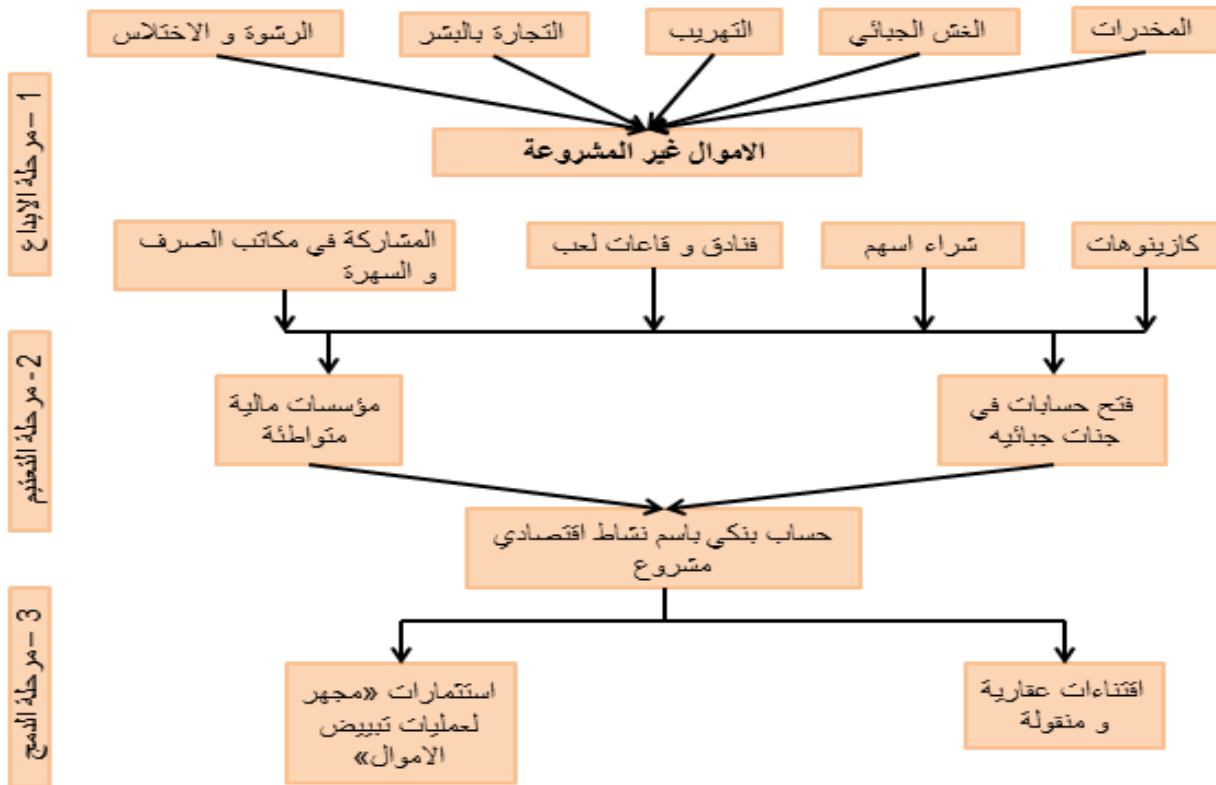 المخدرات
الغش الجبائي
التهريب
التجارة بالبشر
الرشوة و الاختلاس
1 – مرحلة الايداع
الاموال غير المشروعة
كازينوهات
شراء اسهم
فنادق و قاعات لعب
المشاركة في مكاتب الصرف
و السهرة
2 - مرحلة التعتيم
فتح حسابات في
جنات جبائيه
مؤسسات مالية
متواطئة
حساب بنكي باسم نشاط اقتصادي
مشروع
3 – مرحلة الدمج
اقتناءات عقارية
و منقولة
استثمارات «مجهر
لعمليات تبييض
الاموال»